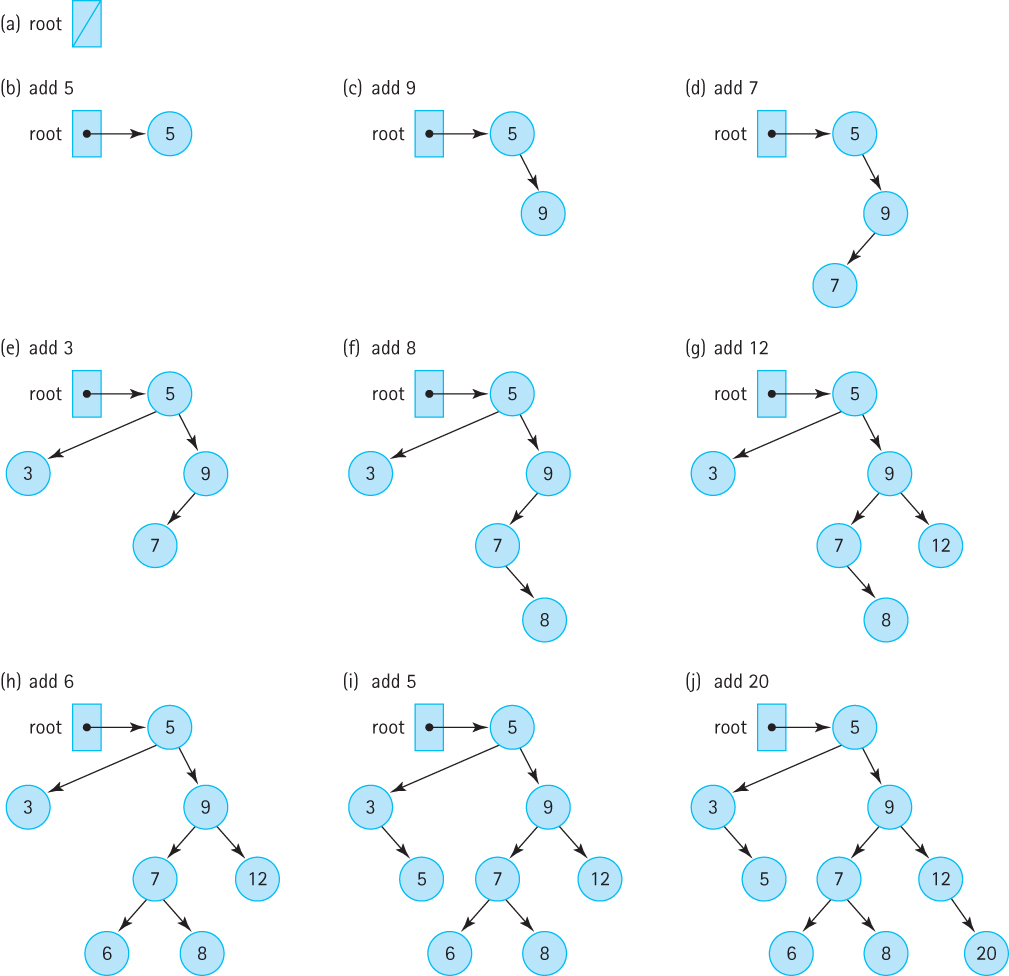 (a) root
(b) add 5
(c) add 9
(d) add 7
root 5
root 5
root 5
9
9
7
(e) add 3
(f) add 8
(g) add 12
root 5
root 5
root 5
3 9
3 9
3 9
7
7
7 12
8
8
(h) add 6
(i) add 5
(j) add 20
root 5
root 5
root 5
3 9
3 9
3 9
7 12
5 7 12
5 7 12
6 8
6 8
6 8 20